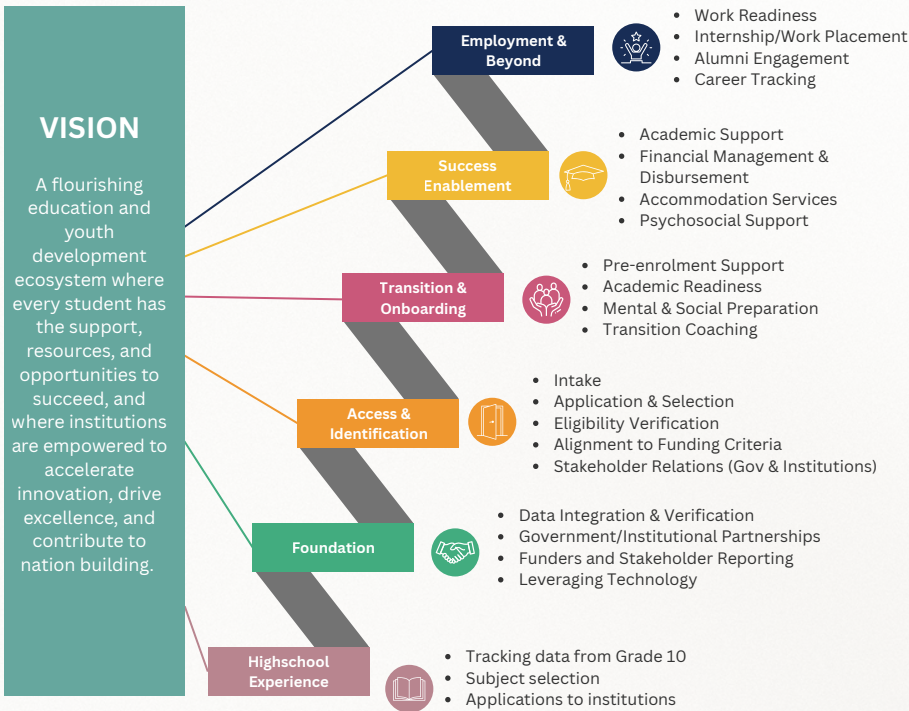 VISION
A flourishing
education and
youth
development
ecosystem where
every student has
the support,
resources, and
opportunities to
succeed, and
where institutions
are empowered to
accelerate
innovation, drive
excellence, and
contribute to
nation building.
Employment &
Beyond
• Work Readiness
• Internship/Work Placement
• Alumni Engagement
• Career Tracking
Success
Enablement
• Academic Support
• Financial Management &
Disbursement
• Accommodation Services
• Psychosocial Support
Transition &
Onboarding
• Pre-enrolment Support
• Academic Readiness
• Mental & Social Preparation
• Transition Coaching
Access &
Identification
• Intake
• Application & Selection
• Eligibility Verification
• Alignment to Funding Criteria
• Stakeholder Relations (Gov & Institutions)
Foundation
• Data Integration & Verification
• Government/Institutional Partnerships
• Funders and Stakeholder Reporting
• Leveraging Technology
Highschool
Experience
• Tracking data from Grade 10
• Subject selection
• Applications to institutions